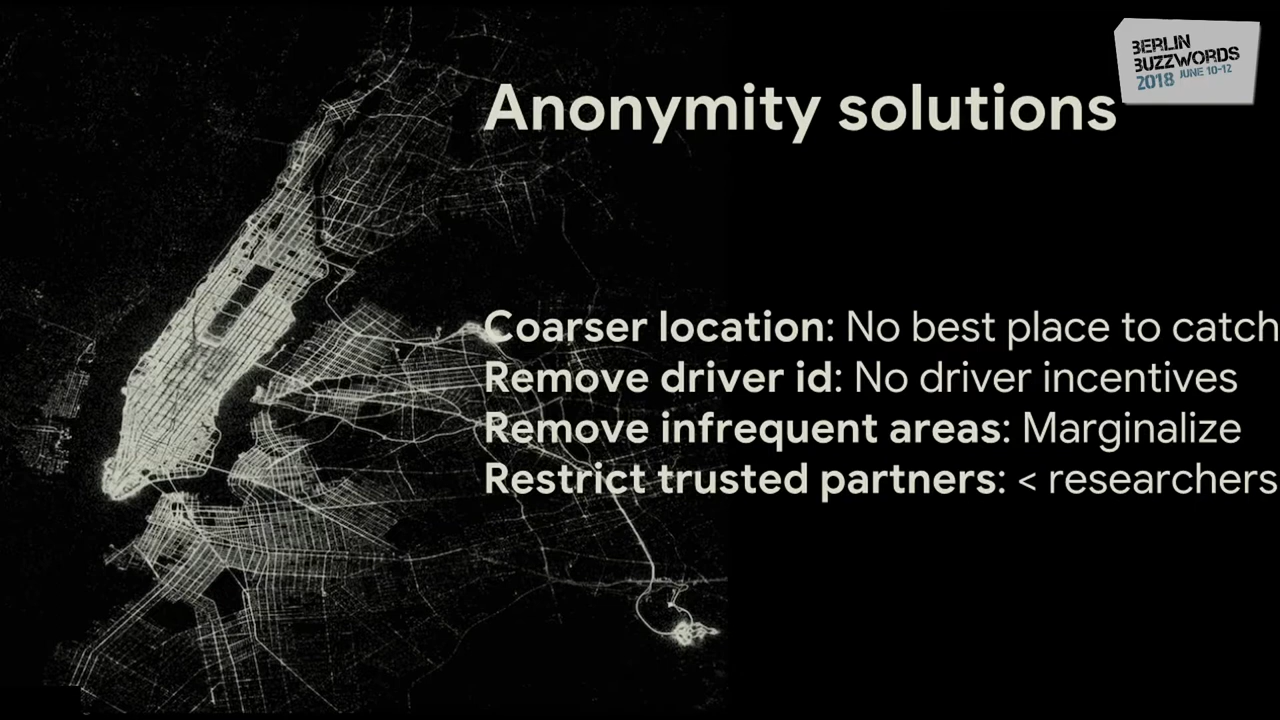 BERLIN
BUZZWORDS
2018 JUNE 10-12
Anonymity solutions
Coarser location: No best place to catch
Remove driver id: No driver incentives
Remove infrequent areas: Marginalize
Restrict trusted partners: < researchers